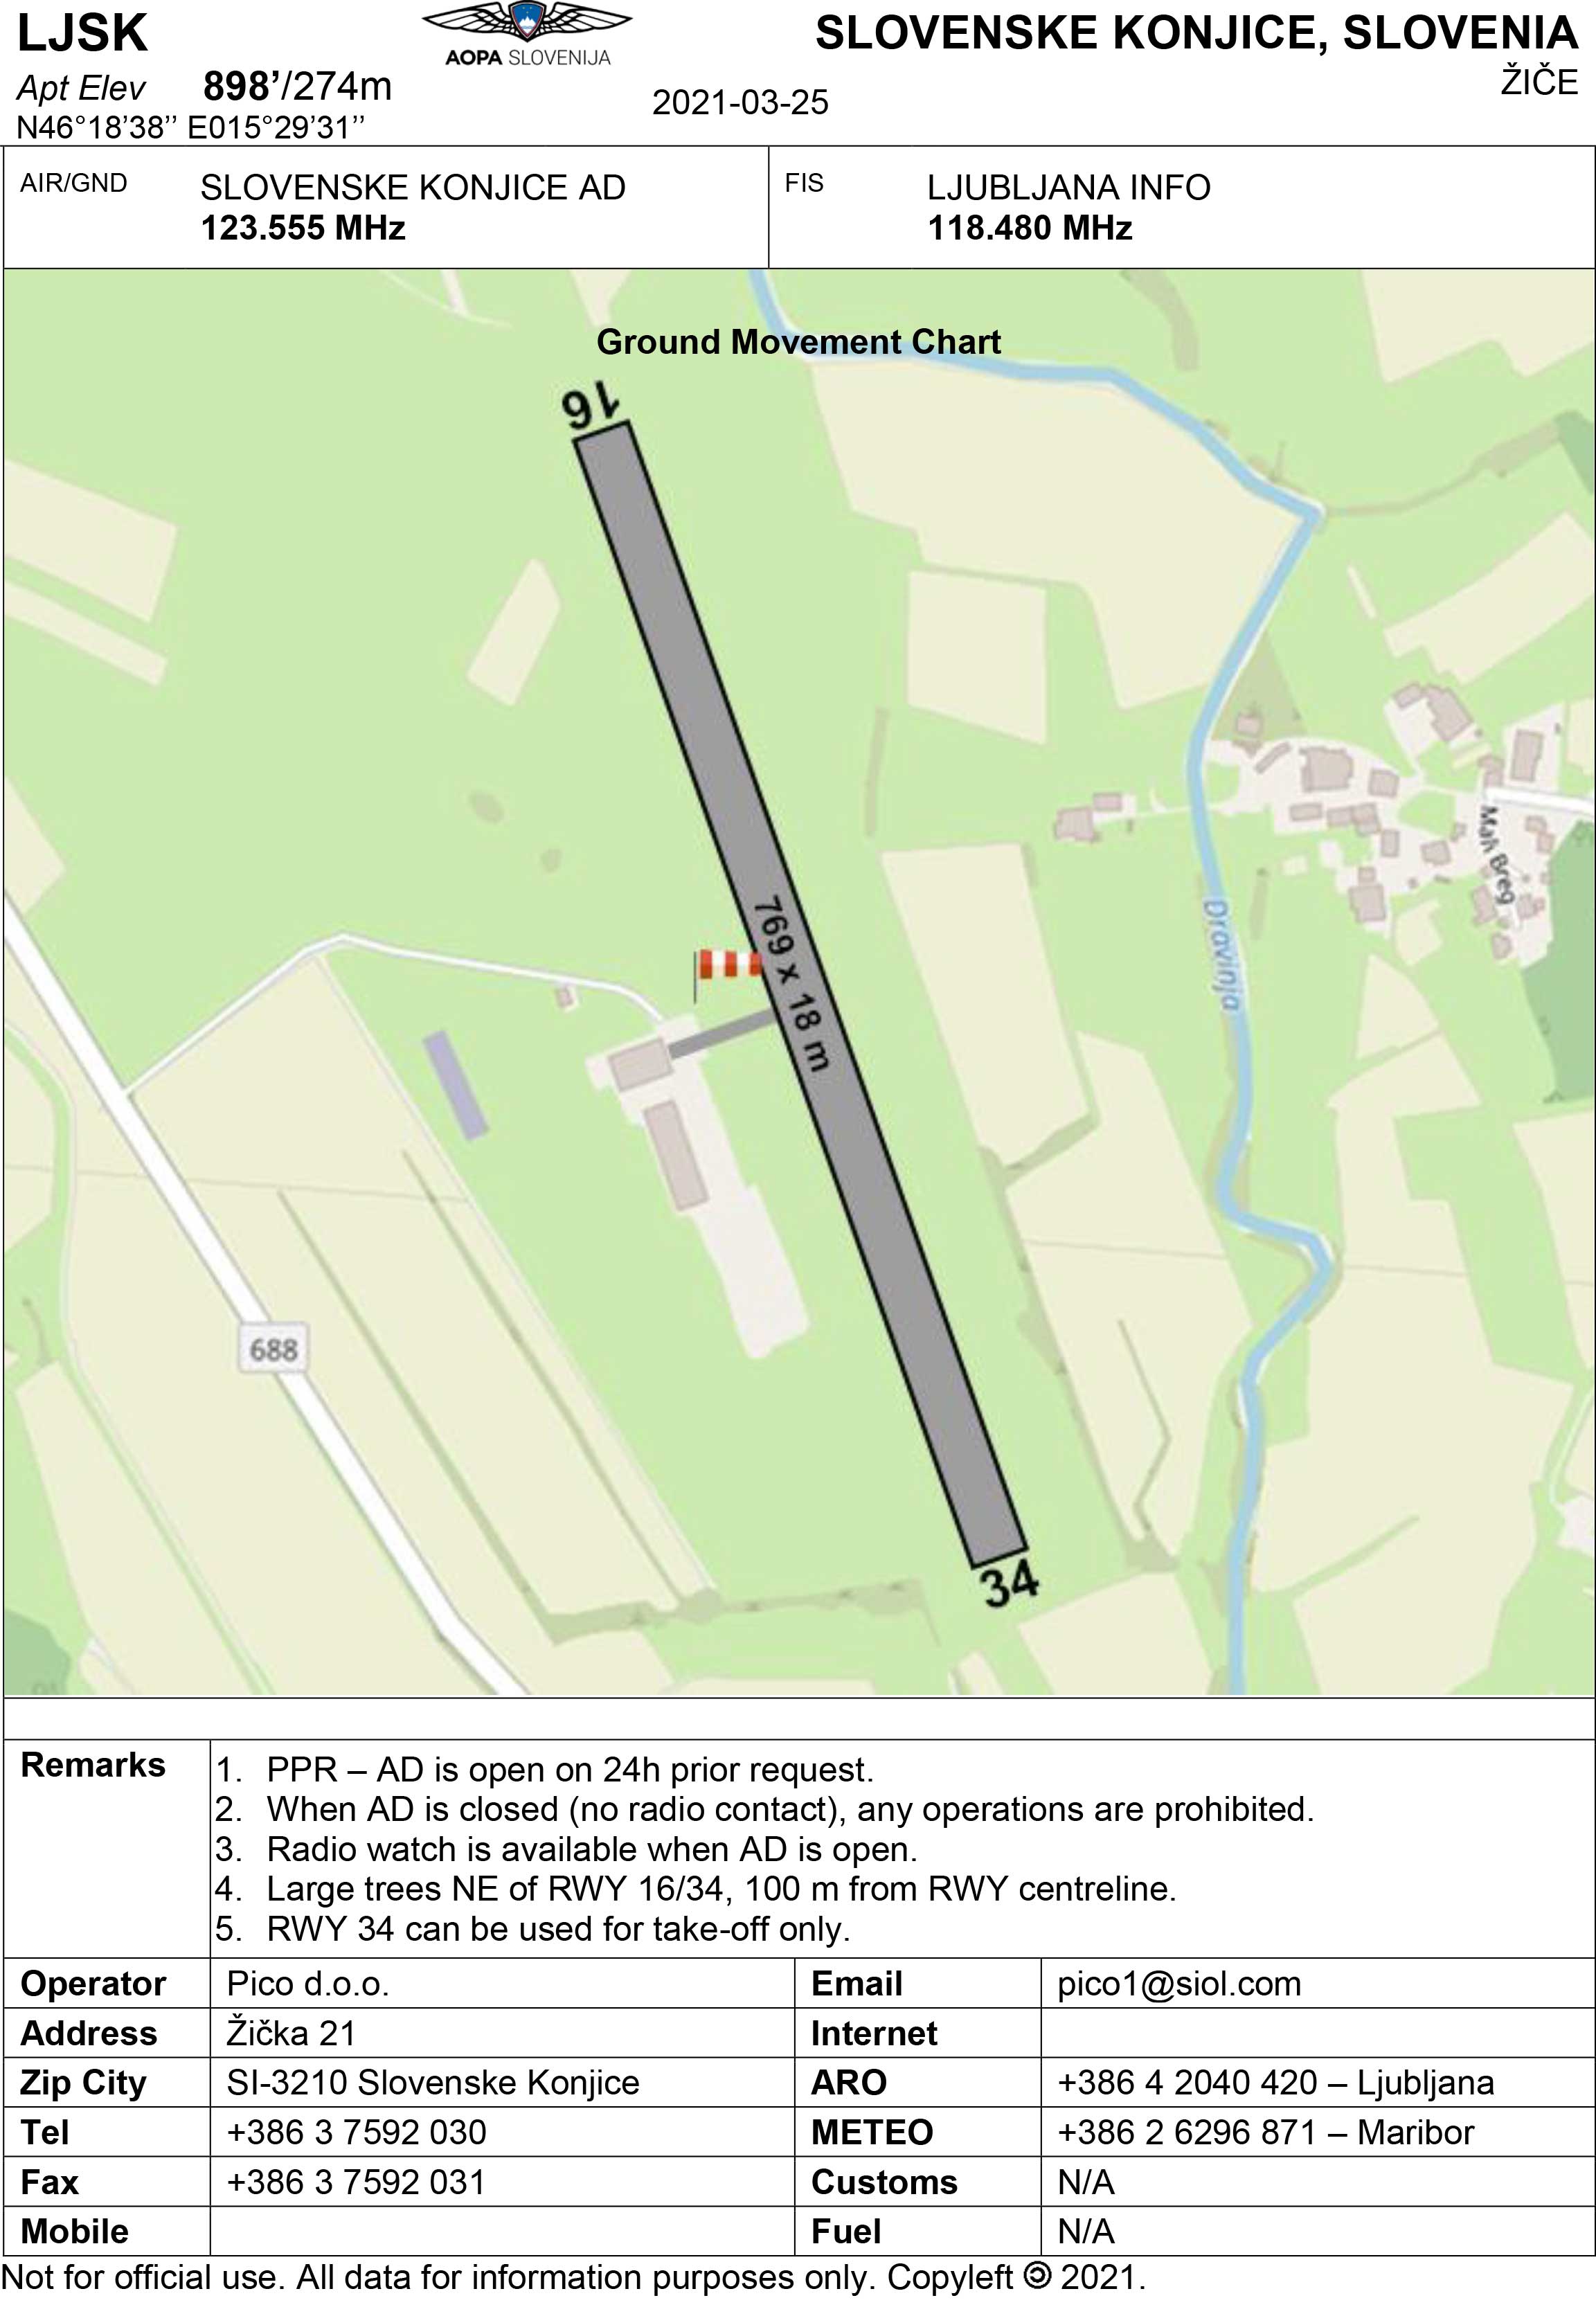 LJSK
AOPA SLOVENIJA
SLOVENSKE KONJICE, SLOVENIA
Apt Elev 898’/274m
ŽIČE
2021-03-25
N46°18’38’’ E015°29’31’’
AIR/GND SLOVENSKE KONJICE AD
123.555 MHz
FIS LJUBLJANA INFO
118.480 MHz
Ground Movement Chart
16
769 x 18 m
Mali Breg
Dravinja
688
34
Remarks
1. PPR – AD is open on 24h prior request.
2. When AD is closed (no radio contact), any operations are prohibited.
3. Radio watch is available when AD is open.
4. Large trees NE of RWY 16/34, 100 m from RWY centreline.
5. RWY 34 can be used for take-off only.
Operator Pico d.o.o. Email pico1@siol.com
Address Žička 21 Internet
Zip City SI-3210 Slovenske Konjice ARO +386 4 2040 420 – Ljubljana
Tel +386 3 7592 030 METEO +386 2 6296 871 – Maribor
Fax +386 3 7592 031 Customs N/A
Mobile Fuel N/A
Not for official use. All data for information purposes only. Copyleft 🄯 2021.